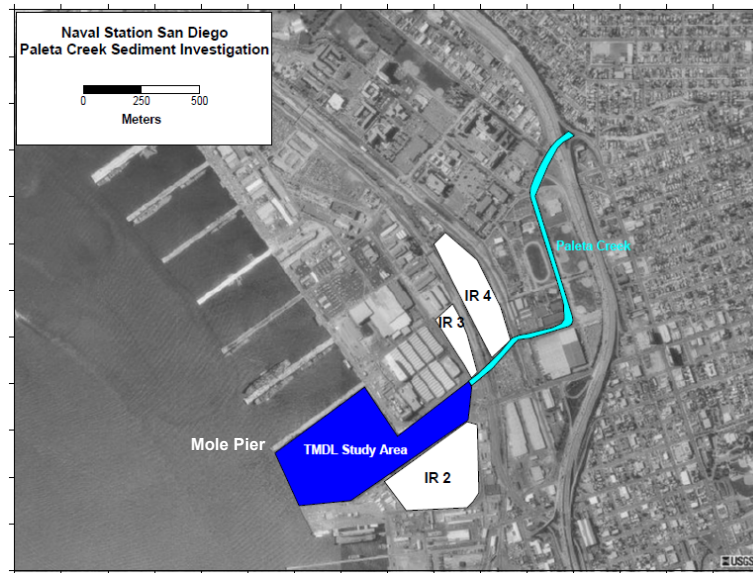 Naval Station San Diego
Paleta Creek Sediment Investigation
0 250 500
Meters
Paleta Creek
IR 4
IR 3
Mole Pier
TMDL Study Area
IR 2
USGS